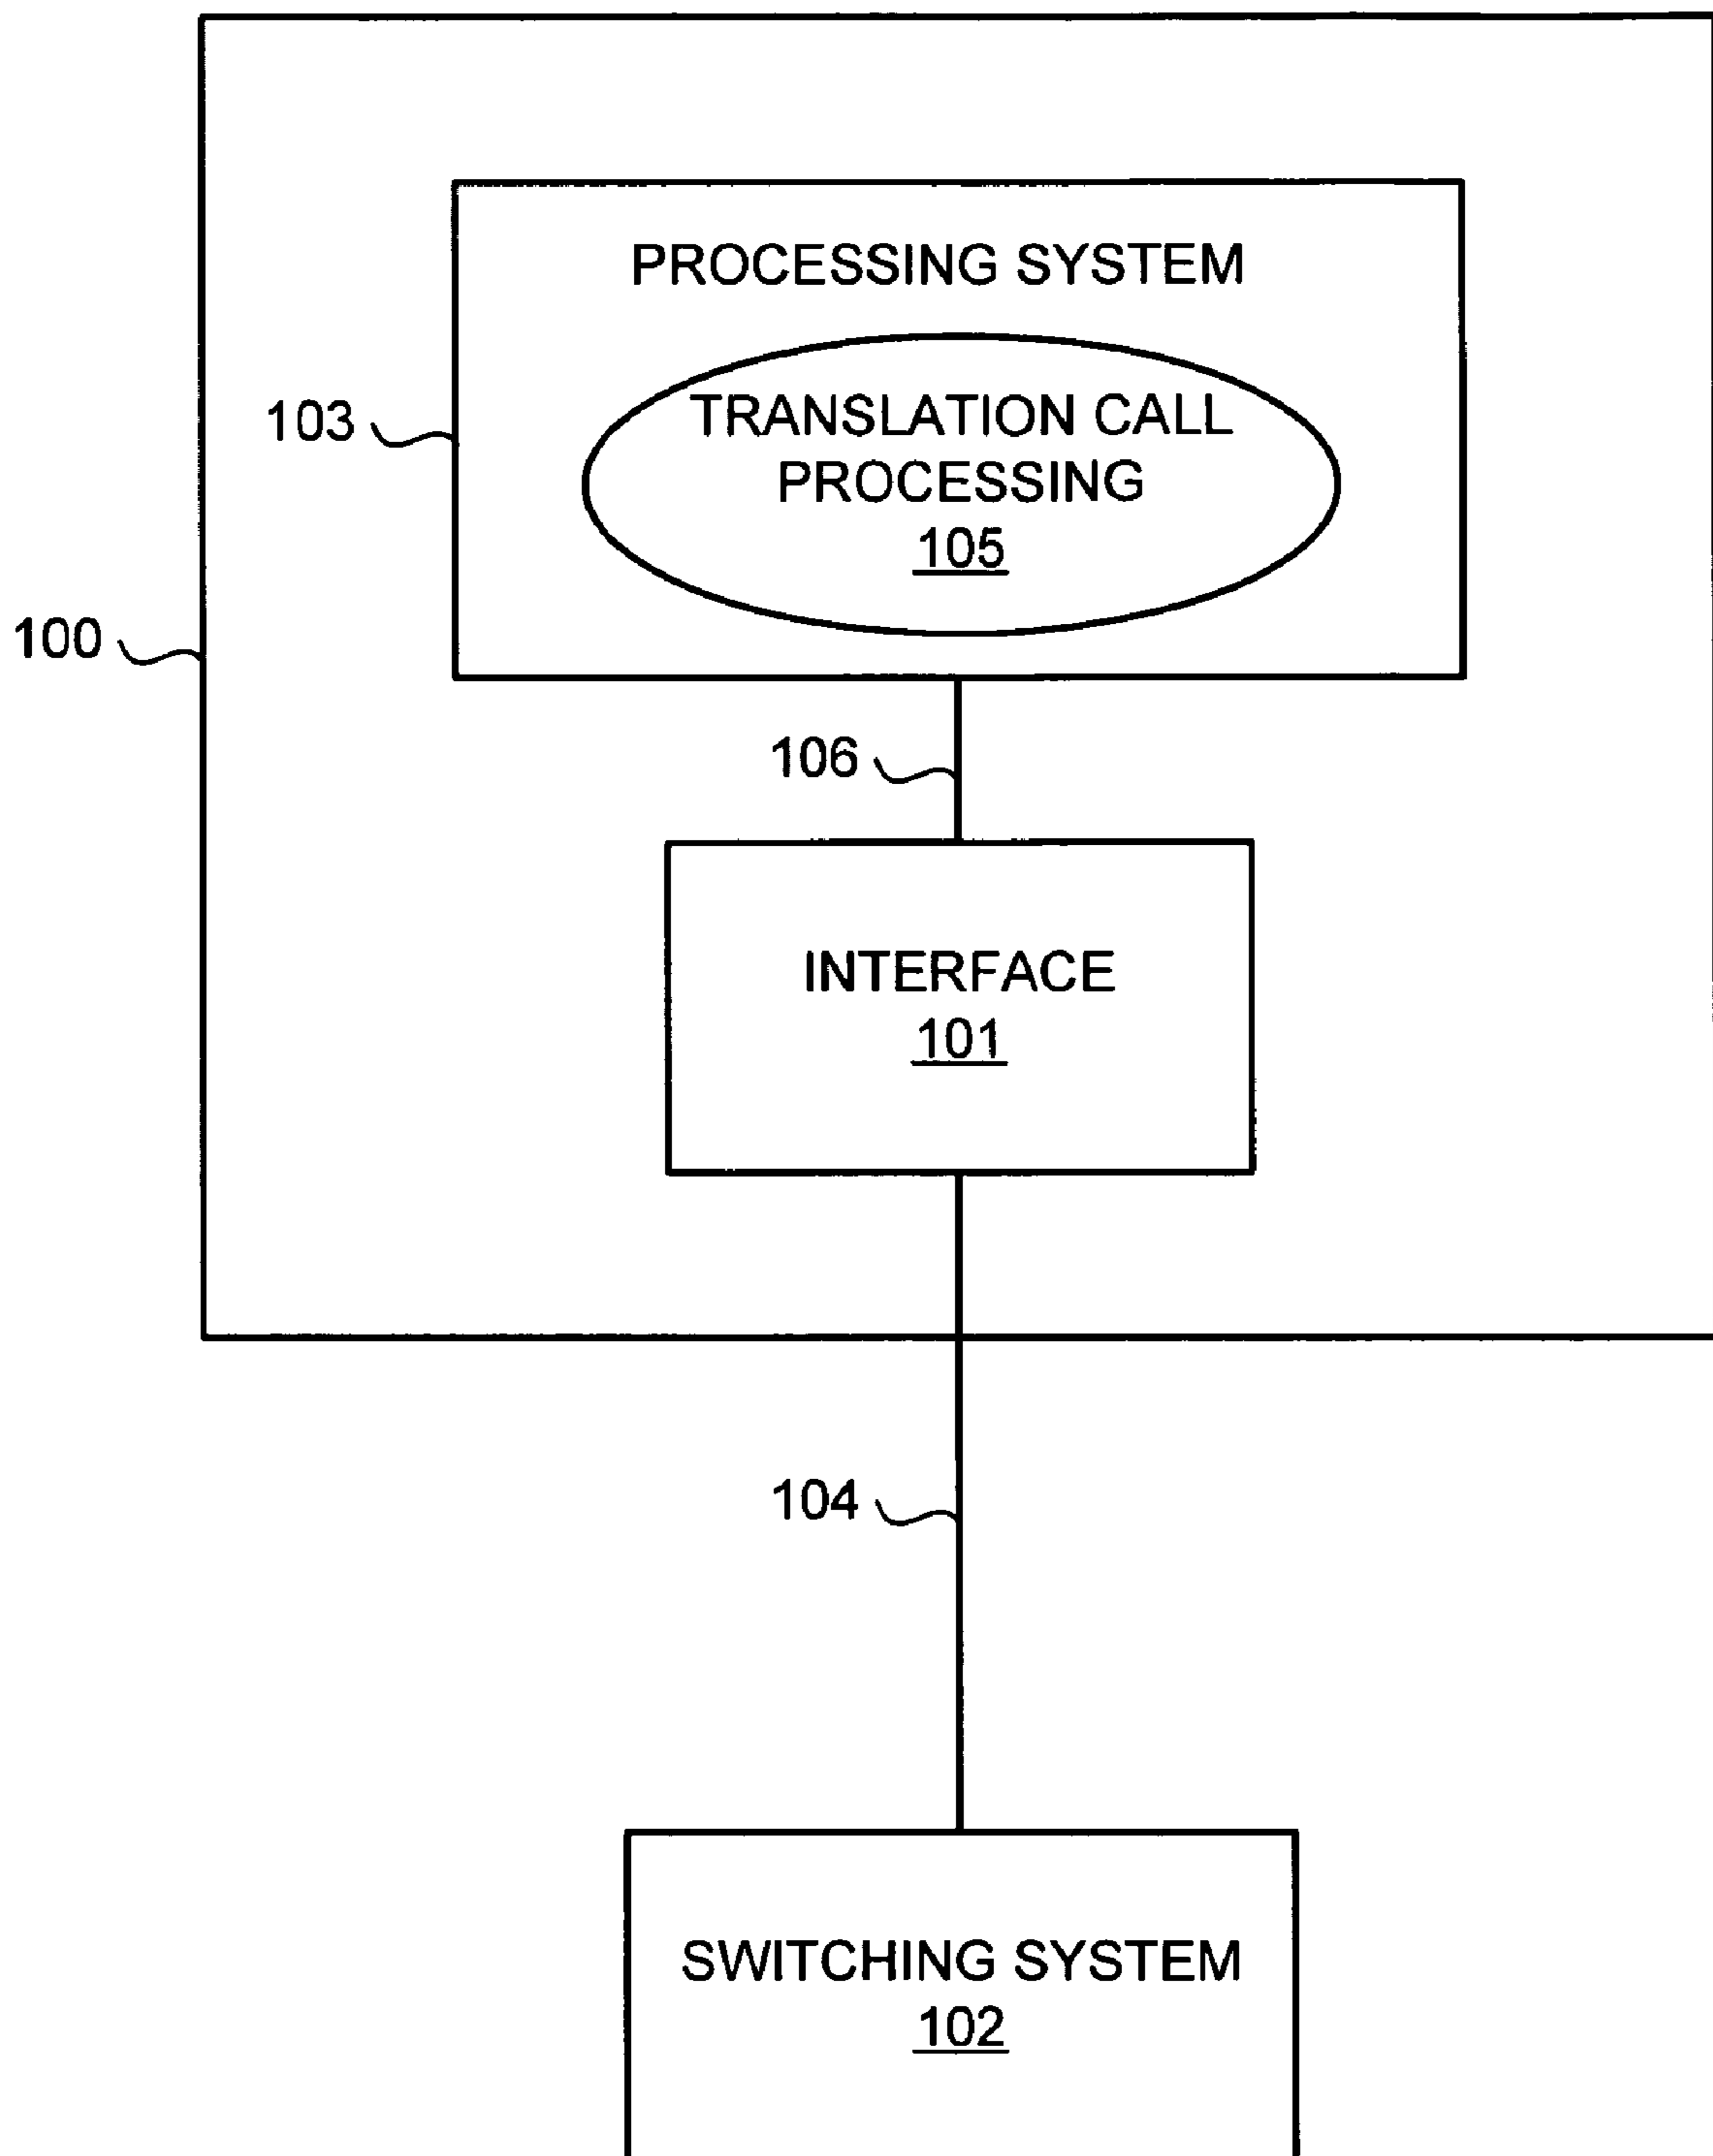 PROCESSING SYSTEM
TRANSLATION CALL
PROCESSING
105
103
100
106
INTERFACE
101
104
SWITCHING SYSTEM
102